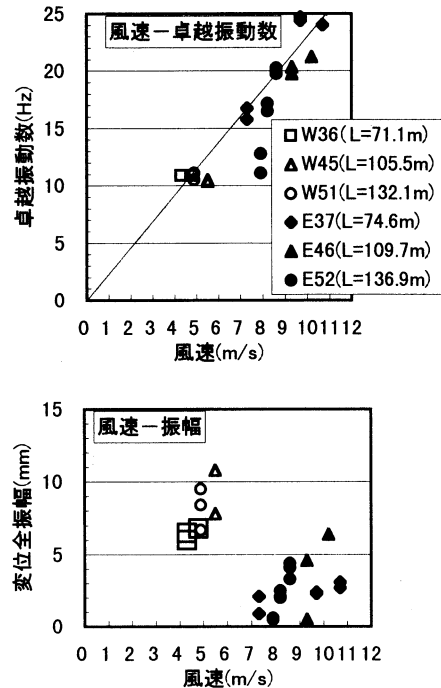 風速－卓越振動数
卓越振動数(Hz)
25
20
15
10
5
0
W36(L=71.1m)
W45(L=105.5m)
W51(L=132.1m)
E37(L=74.6m)
E46(L=109.7m)
E52(L=136.9m)
0 1 2 3 4 5 6 7 8 9 10 11 12
風速(m/s)
風速－振幅
変位全振幅(mm)
15
10
5
0
0 1 2 3 4 5 6 7 8 9 10 11 12
風速(m/s)